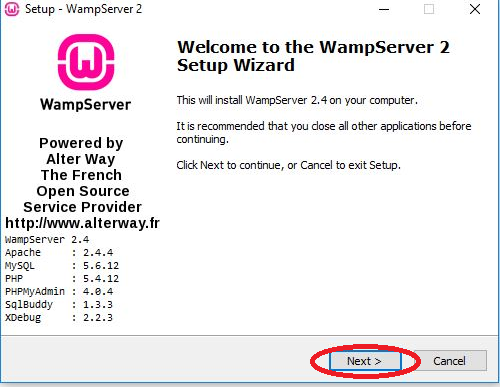 Setup - WampServer 2
WampServer
Powered by
Alter Way
The French
Open Source
Service Provider
http://www.alterway.fr
WampServer 2.4
Apache : 2.4.4
MySQL : 5.6.12
PHP : 5.4.12
PHPMyAdmin : 4.0.4
SqlBuddy : 1.3.3
XDebug : 2.2.3
Welcome to the WampServer 2
Setup Wizard
This will install WampServer 2.4 on your computer.
It is recommended that you close all other applications before
continuing.
Click Next to continue, or Cancel to exit Setup.
Next >
Cancel